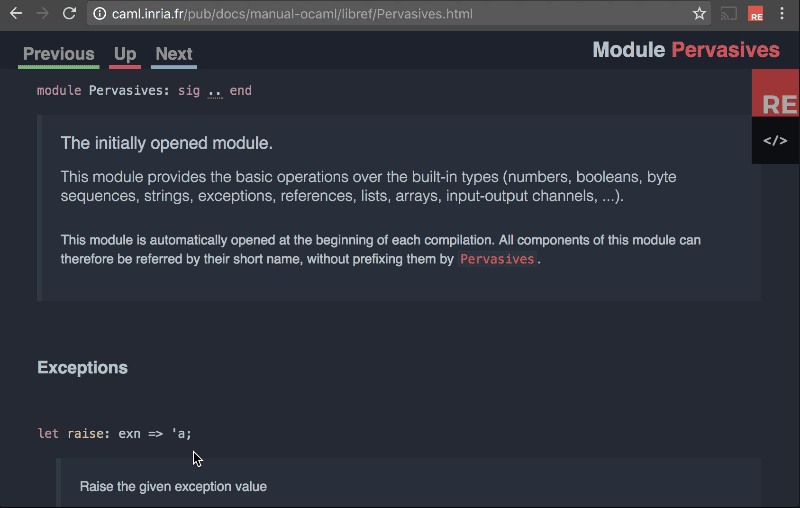 caml.inria.fr/pub/docs/manual-ocaml/libref/Pervasives.html
RE
Previous Up Next
Module Pervasives
module Pervasives: sig .. end
RE
</>
The initially opened module.
This module provides the basic operations over the built-in types (numbers, booleans, byte
sequences, strings, exceptions, references, lists, arrays, input-output channels, ...).
This module is automatically opened at the beginning of each compilation. All components of this module can
therefore be referred by their short name, without prefixing them by Pervasives.
Exceptions
let raise: exn => 'a;
Raise the given exception value